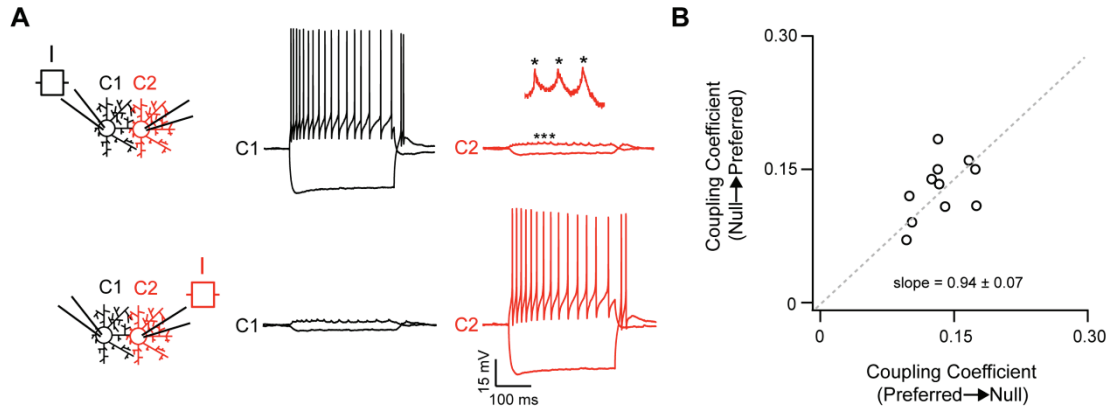 A
I
C1 C2
C1
* * *
C2
***
I
C1 C2
C1
C2
15 mV
100 ms
B
0.30
0.15
0
Coupling Coefficient
(Null→Preferred)
slope = 0.94 ± 0.07
0
0.15
0.30
Coupling Coefficient
(Preferred→Null)